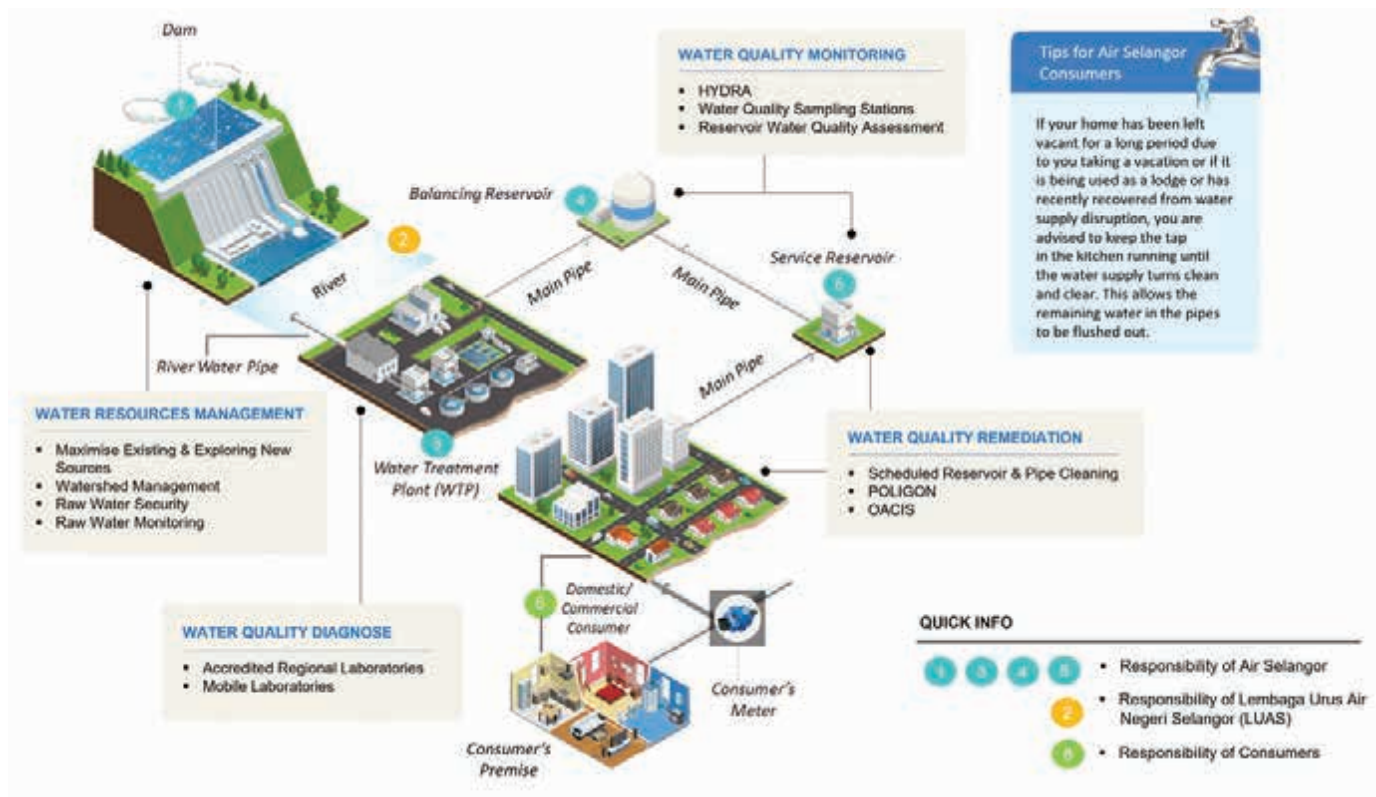 Dam
1
WATER QUALITY MONITORING
• HYDRA
• Water Quality Sampling Stations
• Reservoir Water Quality Assessment
Tips for Air Selangor
Consumers
If your home has been left
vacant for a long period due
to you taking a vacation or if it
is being used as a lodge or has
recently recovered from water
supply disruption, you are
advised to keep the tap
in the kitchen running until
the water supply turns clean
and clear. This allows the
remaining water in the pipes
to be flushed out.
Balancing Reservoir
4
2
Service Reservoir
River
Main Pipe
Main Pipe
River Water Pipe
Main Pipe
WATER RESOURCES MANAGEMENT
• Maximise Existing & Exploring New
Sources
• Watershed Management
• Raw Water Security
• Raw Water Monitoring
Water Treatment
Plant (WTP)
WATER QUALITY REMEDIATION
• Scheduled Reservoir & Pipe Cleaning
• POLIGON
• OACIS
WATER QUALITY DIAGNOSE
• Accredited Regional Laboratories
• Mobile Laboratories
6
Domestic/
Commercial
Consumer
Consumer's
Meter
Consumer's
Premise
QUICK INFO
1 3 4 5 • Responsibility of Air Selangor
2 • Responsibility of Lembaga Urus Air
Negeri Selangor (LUAS)
• Responsibility of Consumers